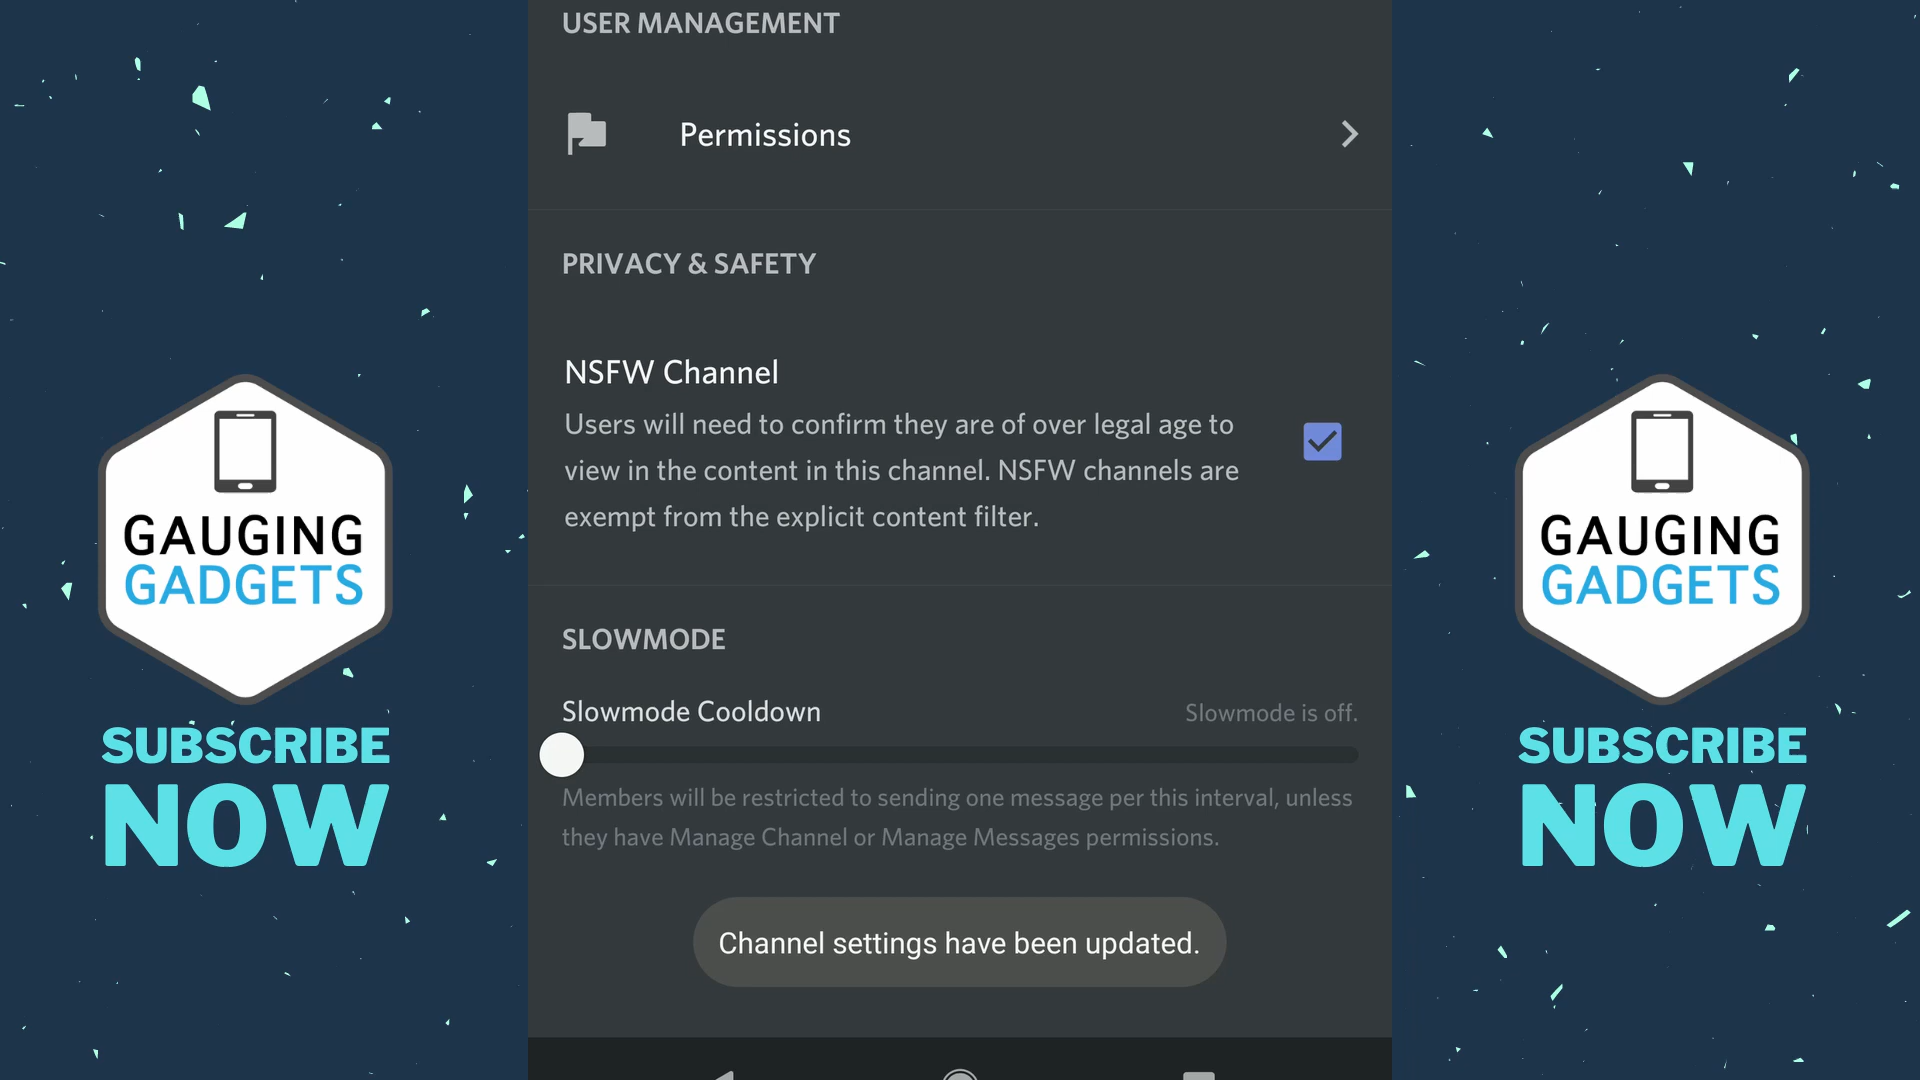 USER MANAGEMENT
Permissions
PRIVACY & SAFETY
NSFW Channel
Users will need to confirm they are of over legal age to
view in the content in this channel. NSFW channels are
exempt from the explicit content filter.
SLOWMODE
Slowmode Cooldown
Slowmode is off.
Members will be restricted to sending one message per this interval, unless
they have Manage Channel or Manage Messages permissions.
Channel settings have been updated.
GAUGING
GADGETS
SUBSCRIBE
NOW
GAUGING
GADGETS
SUBSCRIBE
NOW